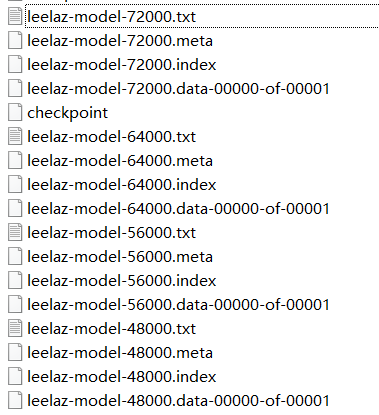 leelaz-model-72000.txt
leelaz-model-72000.meta
leelaz-model-72000.index
leelaz-model-72000.data-00000-of-00001
checkpoint
leelaz-model-64000.txt
leelaz-model-64000.meta
leelaz-model-64000.index
leelaz-model-64000.data-00000-of-00001
leelaz-model-56000.txt
leelaz-model-56000.meta
leelaz-model-56000.index
leelaz-model-56000.data-00000-of-00001
leelaz-model-48000.txt
leelaz-model-48000.meta
leelaz-model-48000.index
leelaz-model-48000.data-00000-of-00001